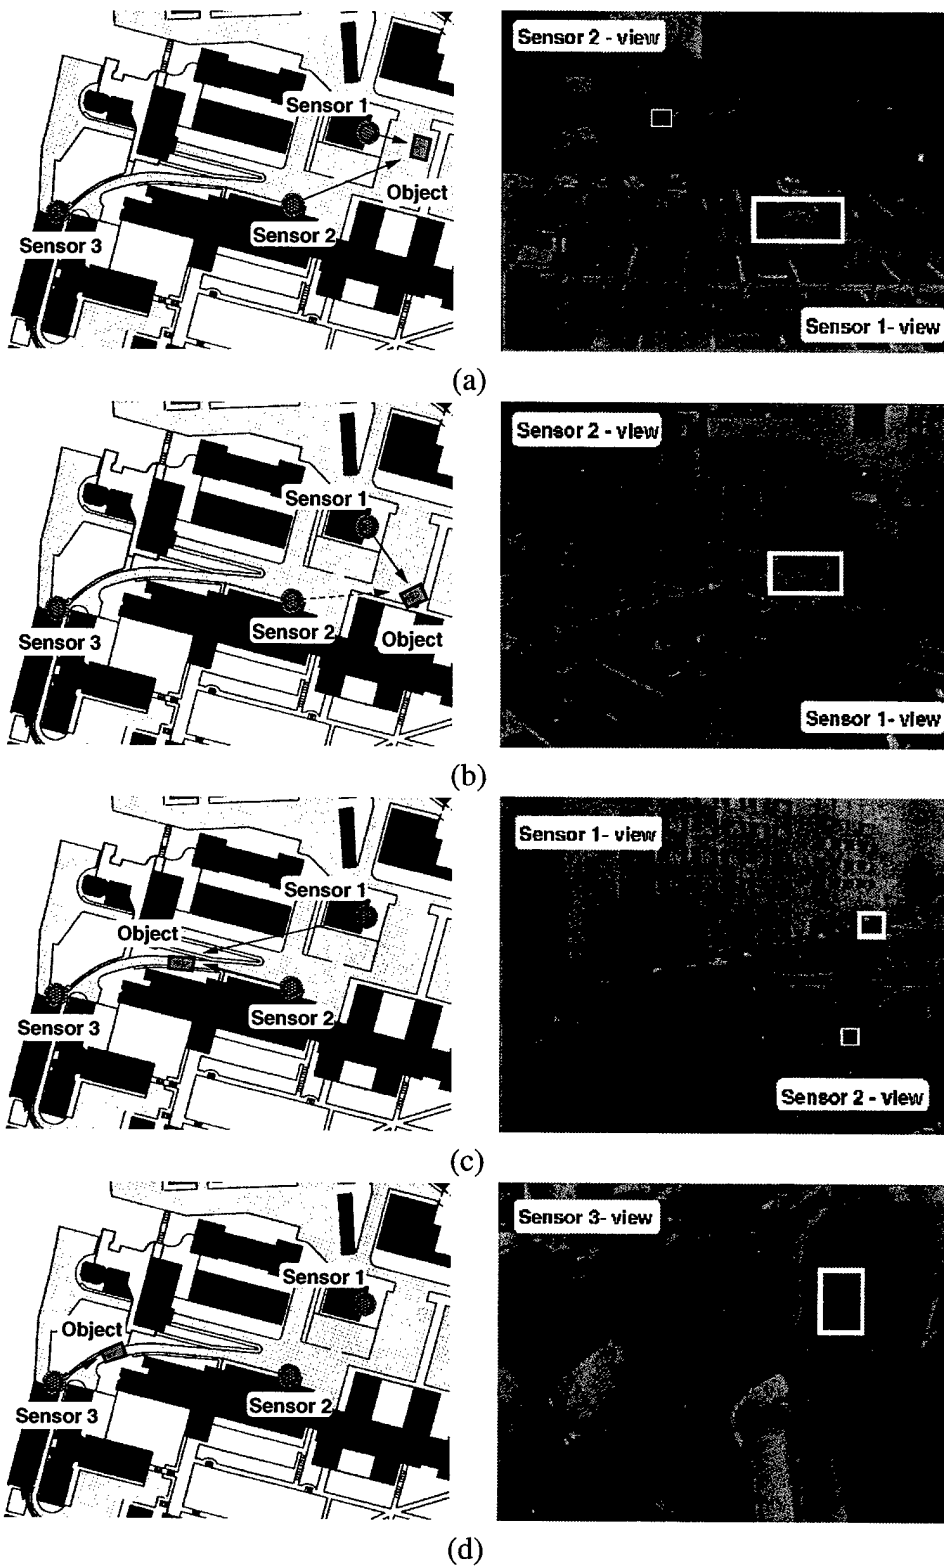 Sensor 1
Object
Sensor 2
Sensor 3
Sensor 2 - view
Sensor 1- view
(a)
Sensor 1
Sensor 2
Object
Sensor 3
Sensor 2 - view
Sensor 1- view
(b)
Sensor 1
Object
Sensor 2
Sensor 3
Sensor 1- view
Sensor 2 - view
(c)
Sensor 1
Object
Sensor 2
Sensor 3
Sensor 3- view
(d)